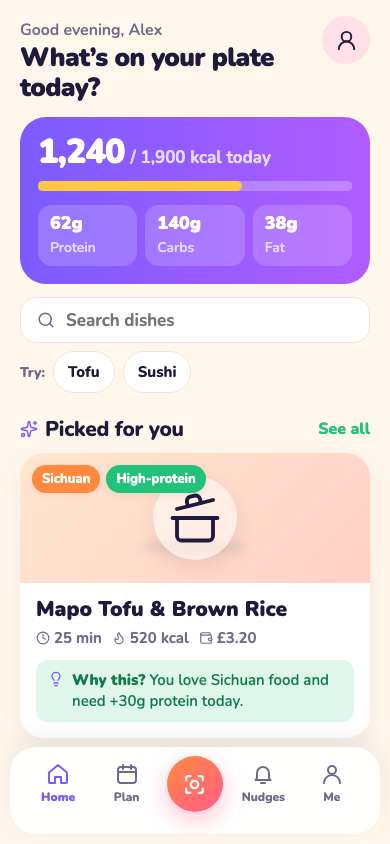 Good evening, Alex
What's on your plate
today?
1,240 / 1,900 kcal today
62g
Protein
140g
Carbs
38g
Fat
Search dishes
Try: Tofu Sushi
Picked for you
See all
Sichuan
High-protein
Mapo Tofu & Brown Rice
25 min 520 kcal £3.20
Why this? You love Sichuan food and
need +30g protein today.
Home
Plan
Nudges
Me